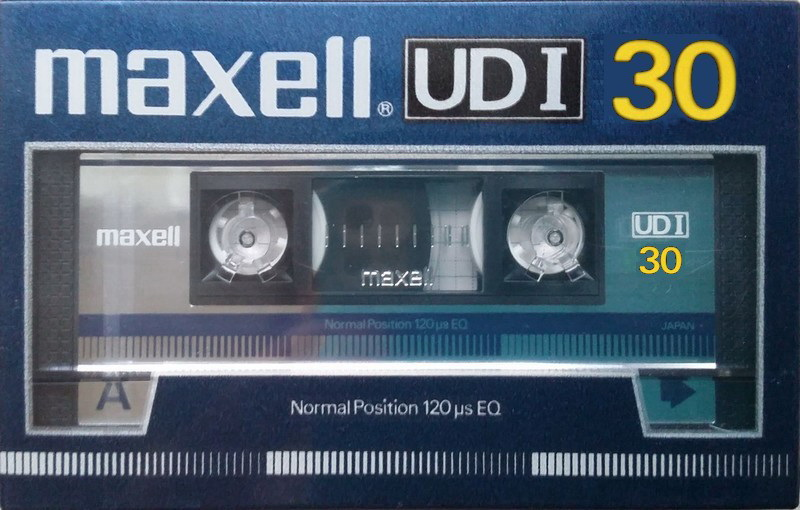 maxell® UD I 30
maxell
UD I
30
maxell
Normal Position 120 μs EQ
JAPAN
A
Normal Position 120 μs EQ